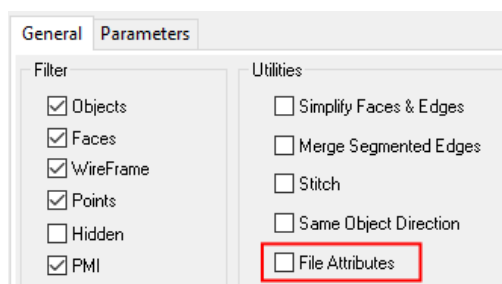 General Parameters
Filter
Objects
Faces
WireFrame
Points
Hidden
PMI
Utilities
Simplify Faces & Edges
Merge Segmented Edges
Stitch
Same Object Direction
File Attributes